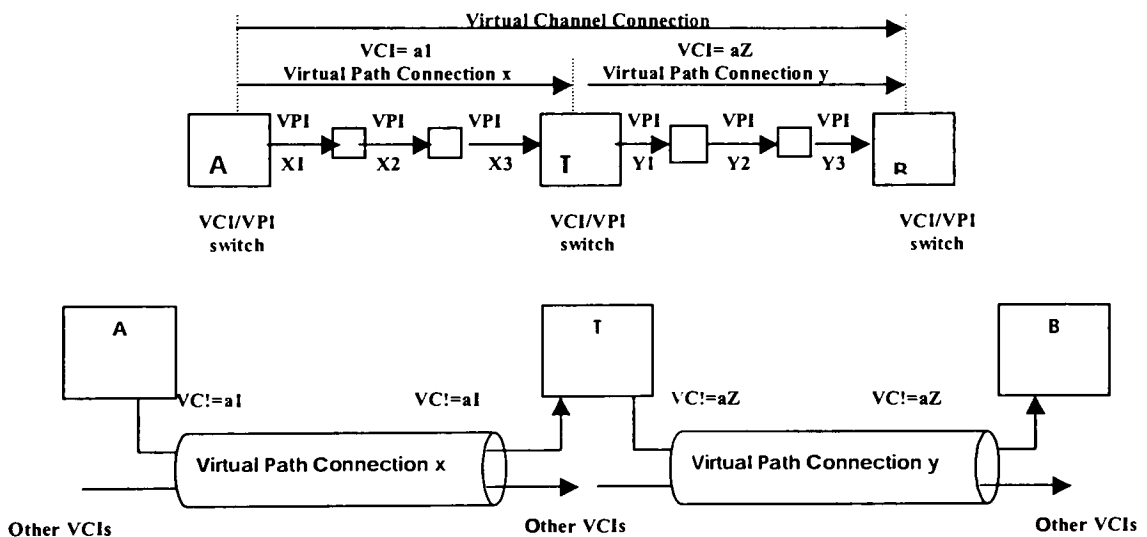 Virtual Channel Connection
VCI= a1 VCI= aZ
Virtual Path Connection x Virtual Path Connection y
VPI VPI VPI VPI VPI VPI
A T
X1 X2 X3 Y1 Y2 Y3
VCI/VPI VCI/VPI VCI/VPI
switch switch switch
A T B
VC!=a1 VC!=aI VC!=aZ VC!=aZ
Virtual Path Connection x Virtual Path Connection y
Other VCIs Other VCIs Other VCIs